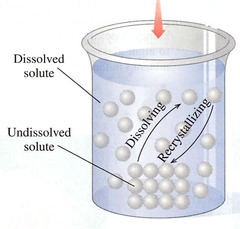 Dissolved
solute
Undissolved
solute
Dissolving
Recrystallizing